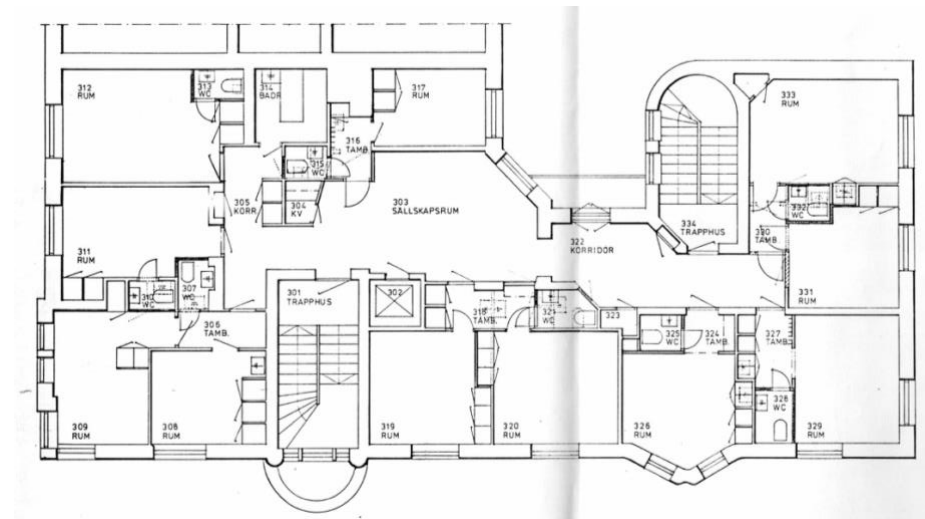 312
RUM
313
WC
314
BADR
317
RUM
316
TAMB.
315
WC
333
RUM
305
KORR
304
KV
303
SÄLLSKAPSRUM
332
WC
334
TRAPPHUS
330
TAMB.
322
KORRIDOR
311
RUM
310
WC
307
WC
301
TRAPPHUS
302
331
RUM
306
TAMB.
318
TAMB.
321
WC
323
325
WC
324
TAMB.
327
TAMB.
309
RUM
308
RUM
319
RUM
320
RUM
326
RUM
328
WC
329
RUM